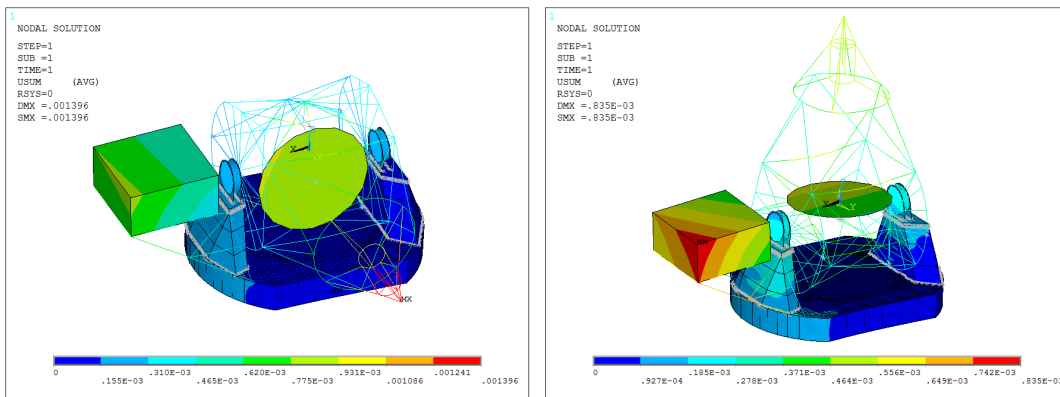 1
NODAL SOLUTION
STEP=1
SUB =1
TIME=1
USUM (AVG)
RSYS=0
DMX =.001396
SMX =.001396
Y
MX
0 .310E-03 .620E-03 .931E-03 .001241
.155E-03 .465E-03 .775E-03 .001086 .001396
1
NODAL SOLUTION
STEP=1
SUB =1
TIME=1
USUM (AVG)
RSYS=0
DMX =.835E-03
SMX =.835E-03
MX
Y
0 .185E-03 .371E-03 .556E-03 .742E-03
.927E-04 .278E-03 .464E-03 .649E-03 .835E-03